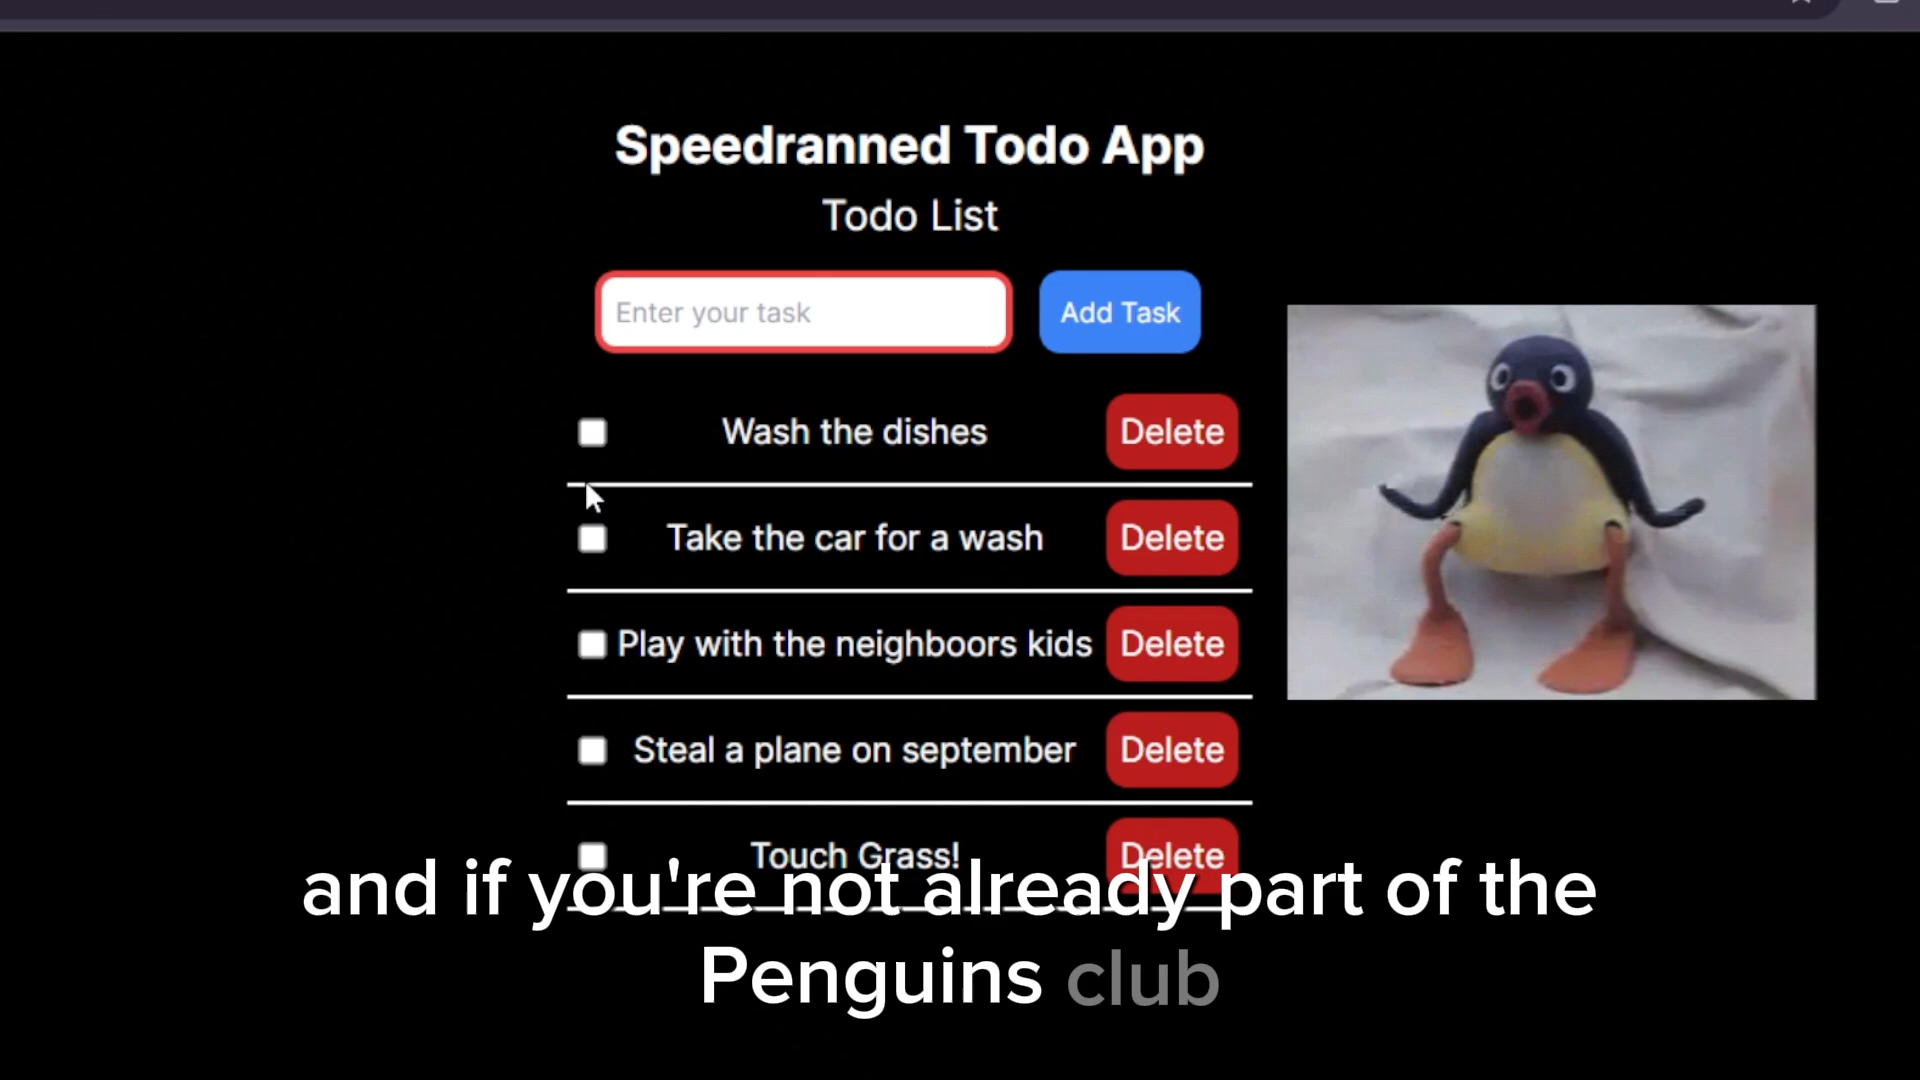 Speedranned Todo App
Todo List
Enter your task
Add Task
Wash the dishes
Delete
Take the car for a wash
Delete
Play with the neighboors kids
Delete
Steal a plane on september
Delete
Touch Grass!
Delete
and if you're not already part of the
Penguins club